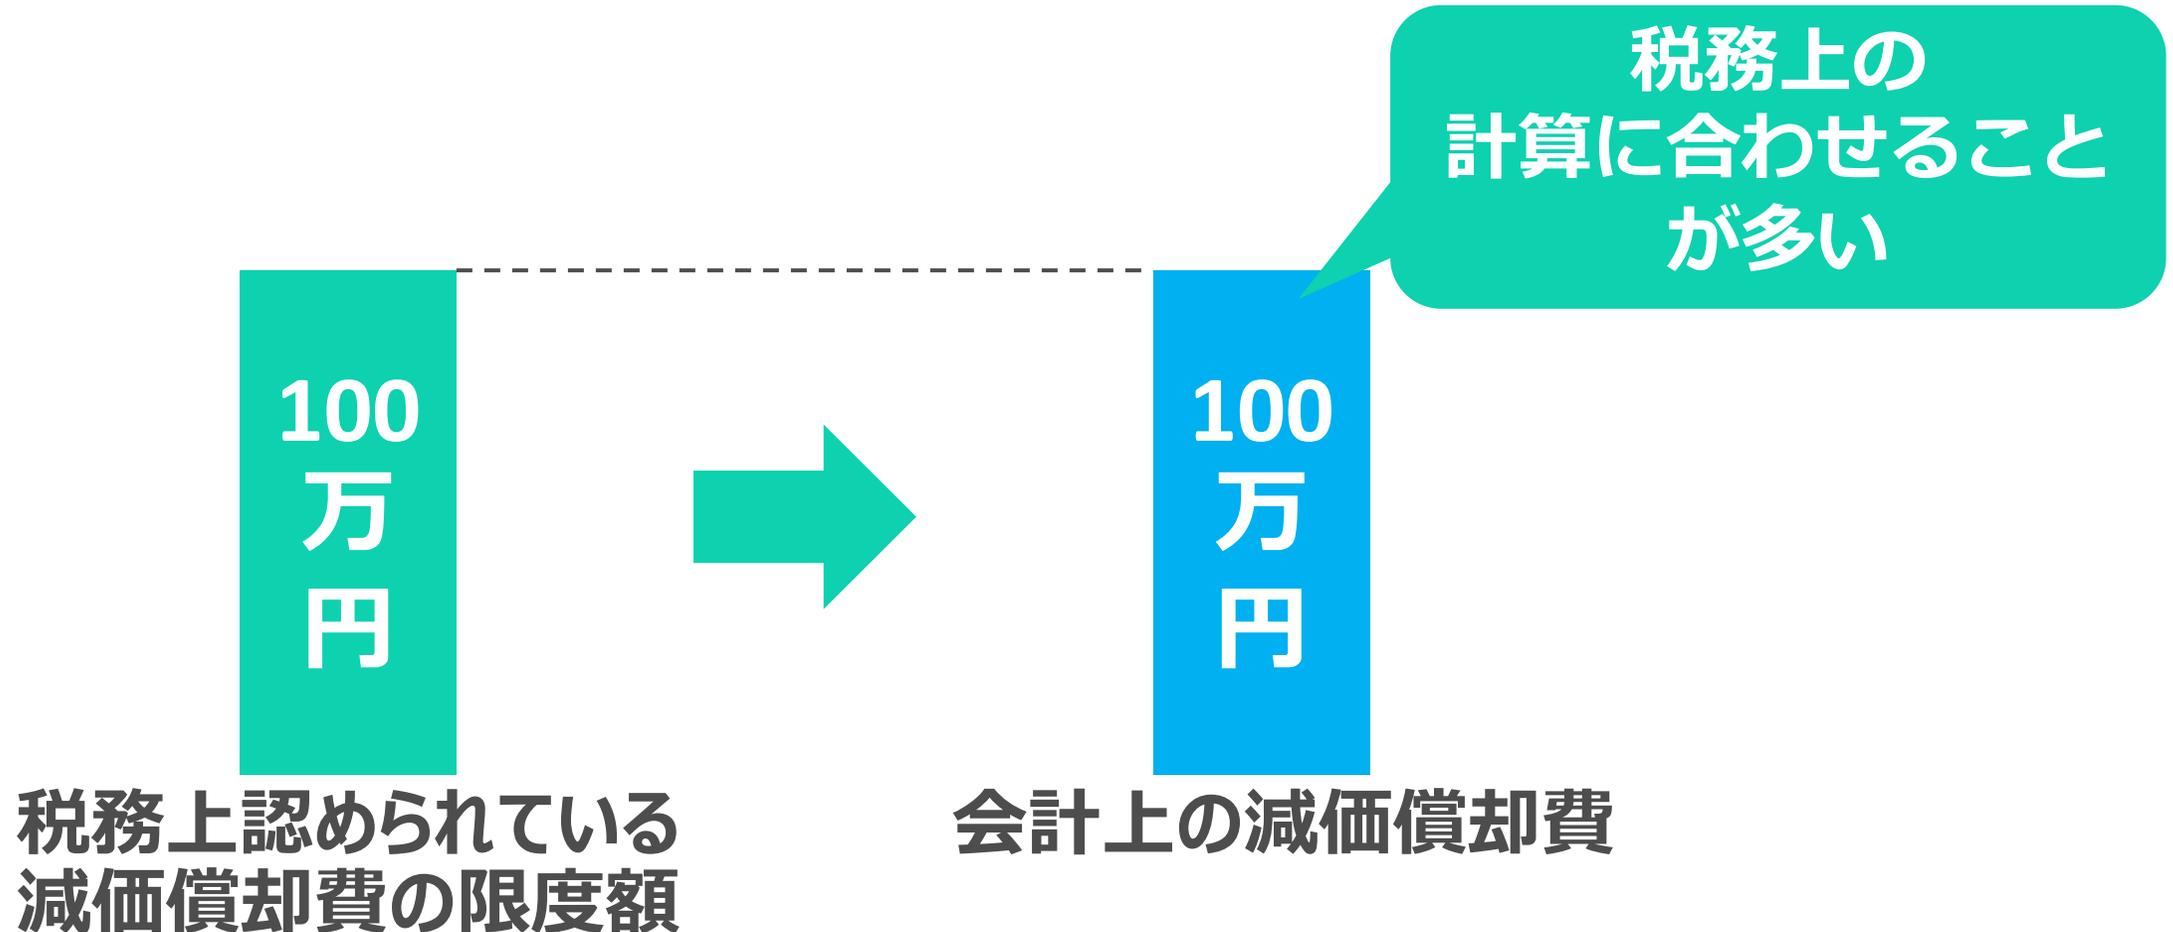 税務上の
計算に合わせること
が多い
100
万
円
100
万
円
税務上認められている
減価償却費の限度額
会計上の減価償却費